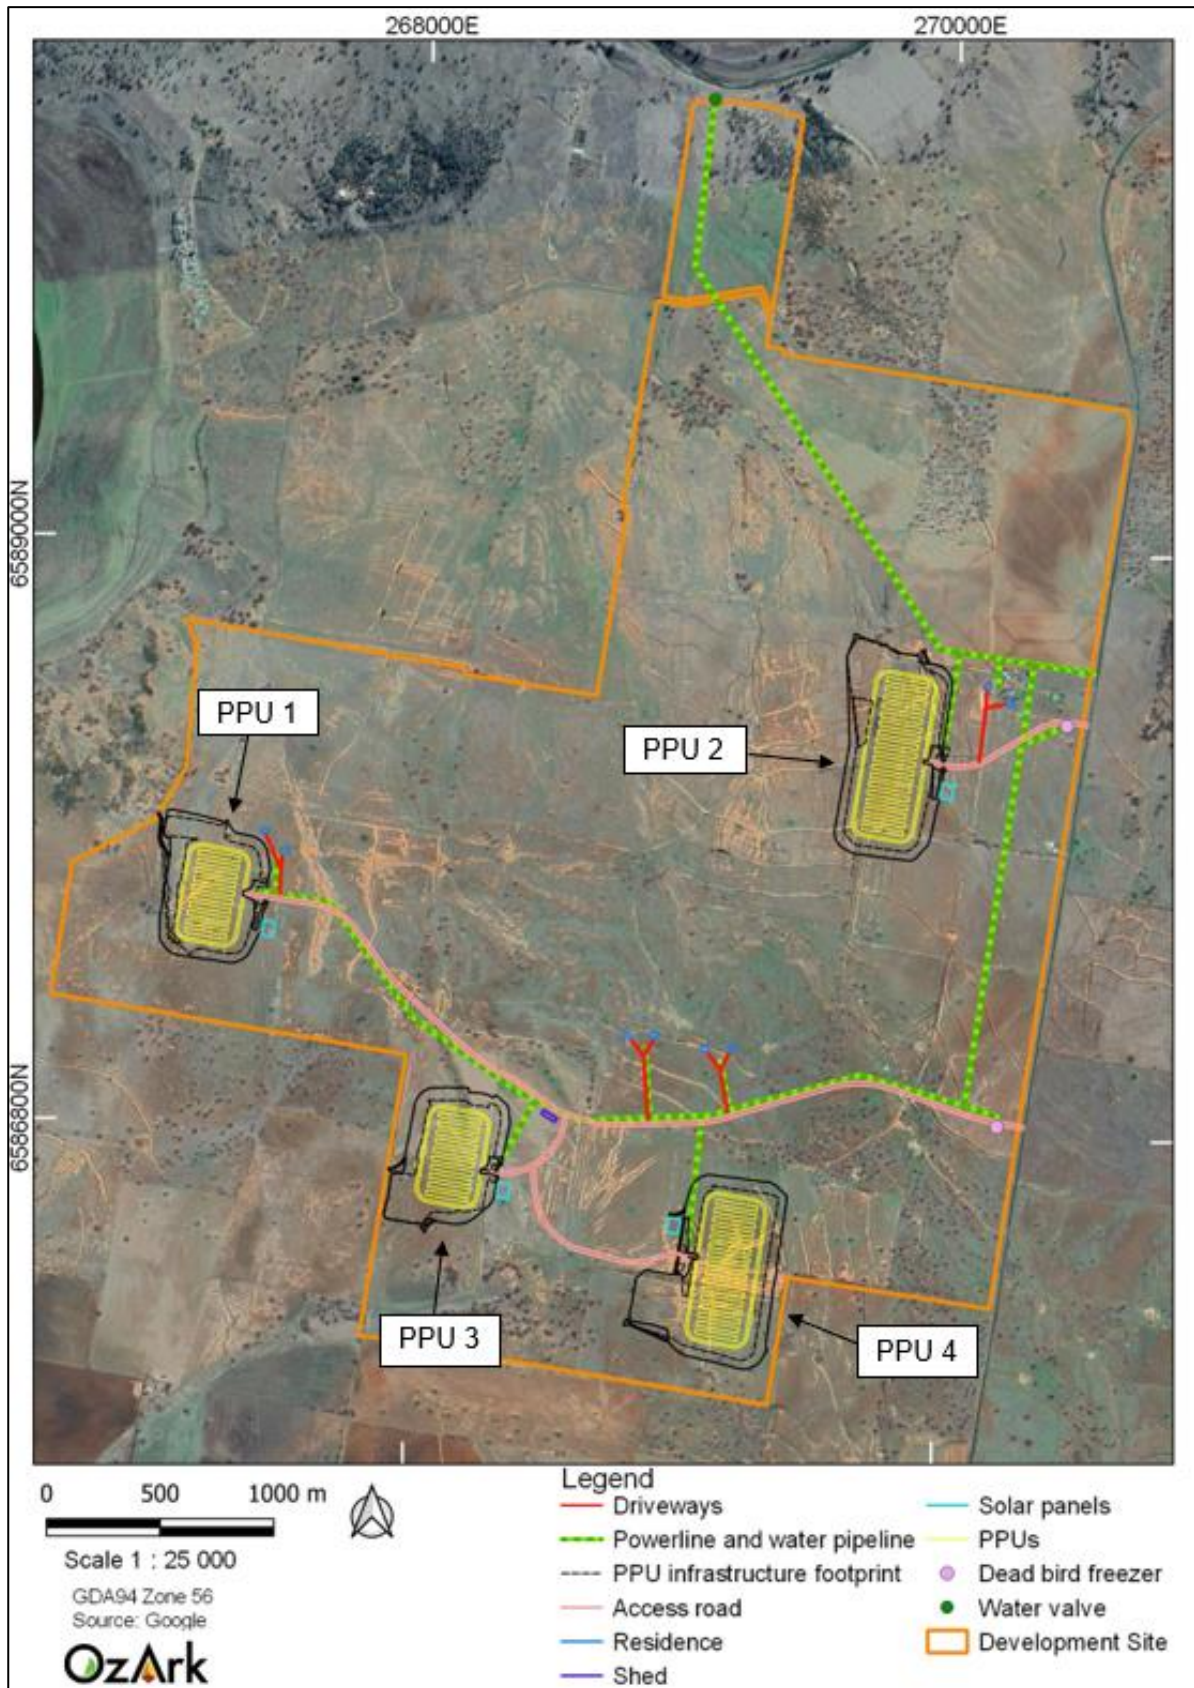 268000E
270000E
6589000N
6586800N
PPU 1
PPU 2
PPU 3
PPU 4
0 500 1000 m
Scale 1 : 25 000
GDA94 Zone 56
Source: Google
OzArk
Legend
Driveways
Powerline and water pipeline
PPU infrastructure footprint
Access road
Residence
Shed
Solar panels
PPUs
Dead bird freezer
Water valve
Development Site